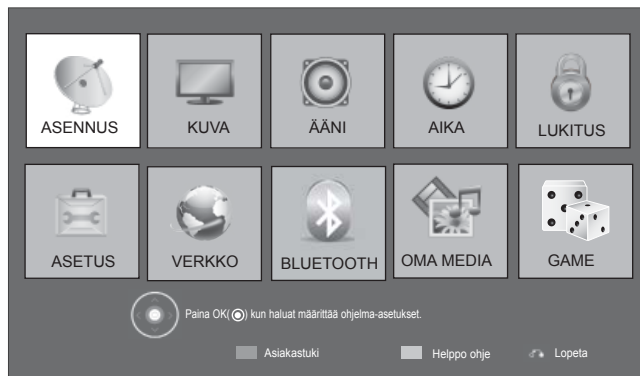 ASENNUS KUVA ÄÄNI AIKA LUKITUS
ASETUS VERKKO BLUETOOTH OMA MEDIA GAME
Paina OK(◉) kun haluat määrittää ohjelma-asetukset.
Asiakastuki Helppo ohje Lopeta